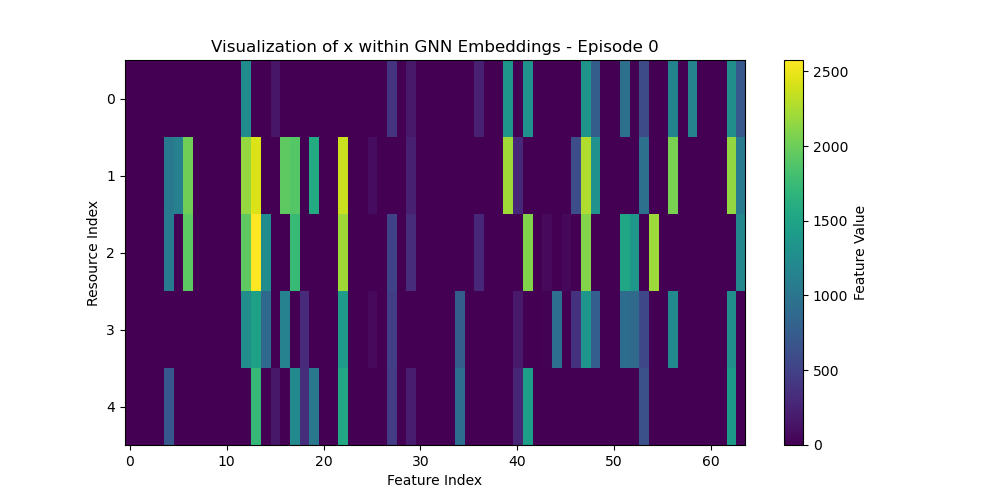 Visualization of x within GNN Embeddings - Episode 0
Resource Index
0
1
2
3
4
0 10 20 30 40 50 60
Feature Index
2500
2000
1500
1000
500
0
Feature Value